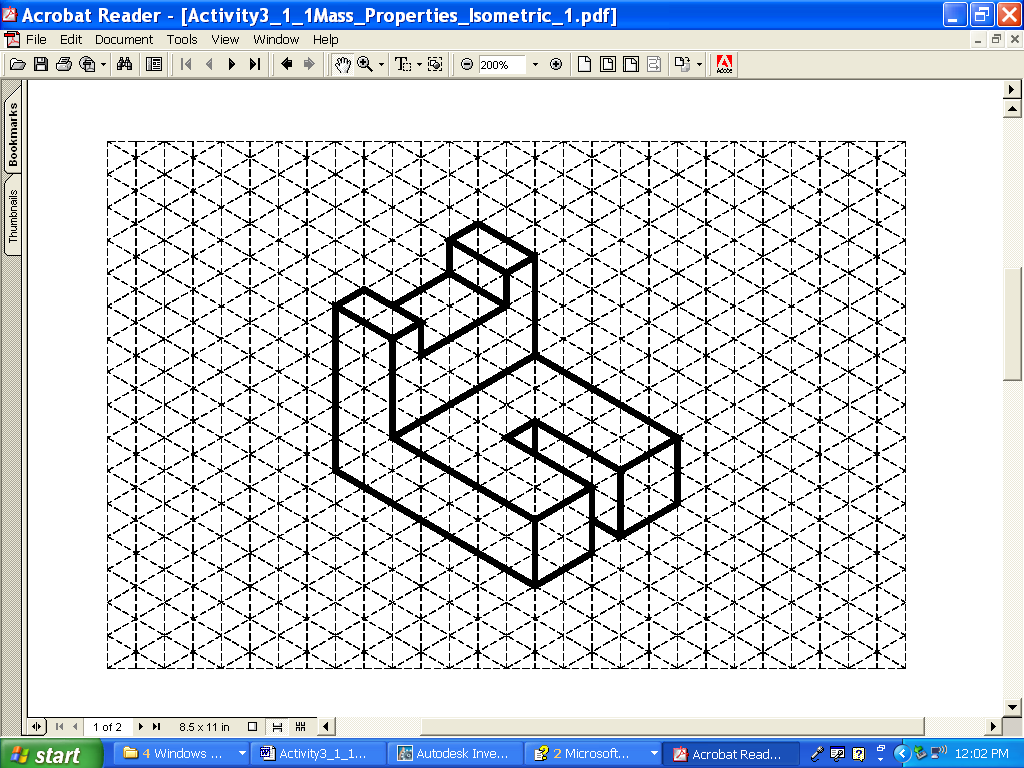 Acrobat Reader - [Activity3_1_1Mass_Properties_Isometric_1.pdf]
File Edit Document Tools View Window Help
200%
Adobe
Bookmarks
Thumbnails
1 of 2 8.5 x 11 in
start 4 Windows ... Activity3_1_1... Autodesk Inve... 2 Microsoft... Acrobat Read... 12:02 PM